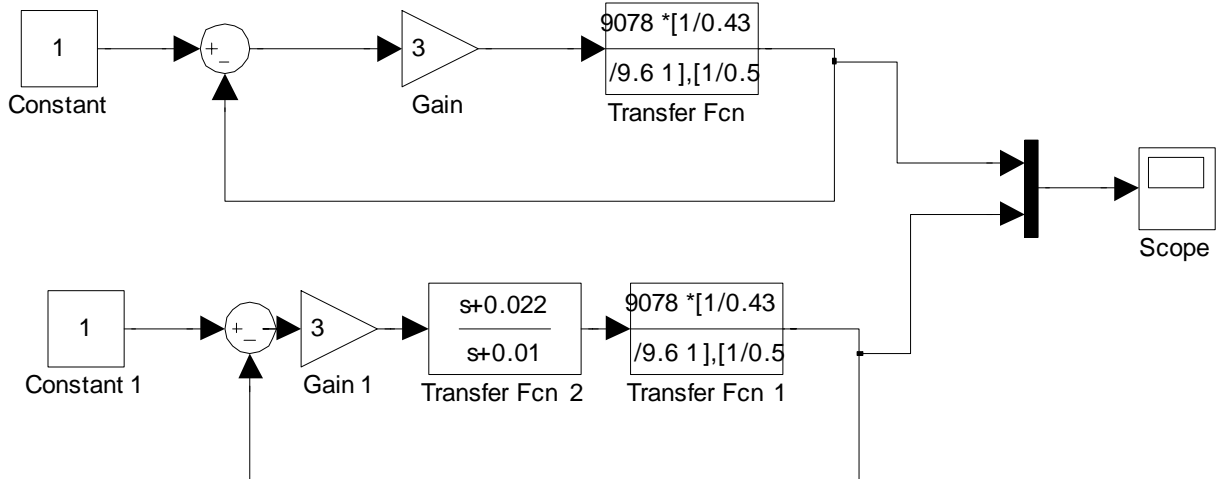 1
+
−
3
9078 *[1/0.43
/9.6 1],[1/0.5
Constant
Gain
Transfer Fcn
Scope
1
+
−
3
s+0.022
s+0.01
9078 *[1/0.43
/9.6 1],[1/0.5
Constant 1
Gain 1
Transfer Fcn 2
Transfer Fcn 1